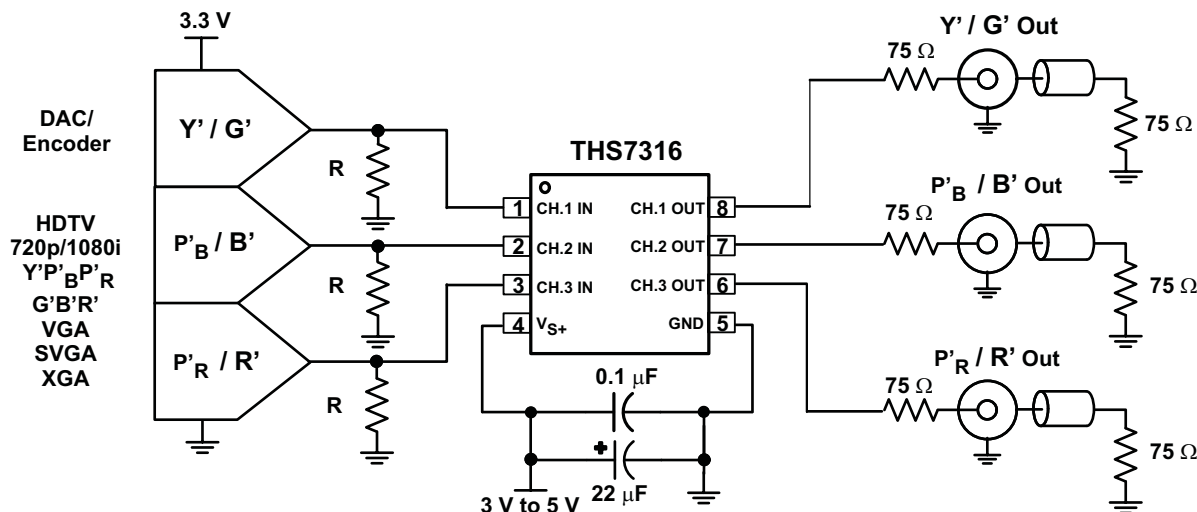 3.3 V
DAC/
Encoder
HDTV
720p/1080i
Y'P'BP'R
G'B'R'
VGA
SVGA
XGA
Y' / G'
P'B / B'
P'R / R'
R
R
R
THS7316
1 CH.1 IN
2 CH.2 IN
3 CH.3 IN
4 VS+
CH.1 OUT 8
CH.2 OUT 7
CH.3 OUT 6
GND 5
0.1 μF
+
22 μF
3 V to 5 V
Y' / G' Out
75 Ω
75 Ω
P'B / B' Out
75 Ω
75 Ω
P'R / R' Out
75 Ω
75 Ω